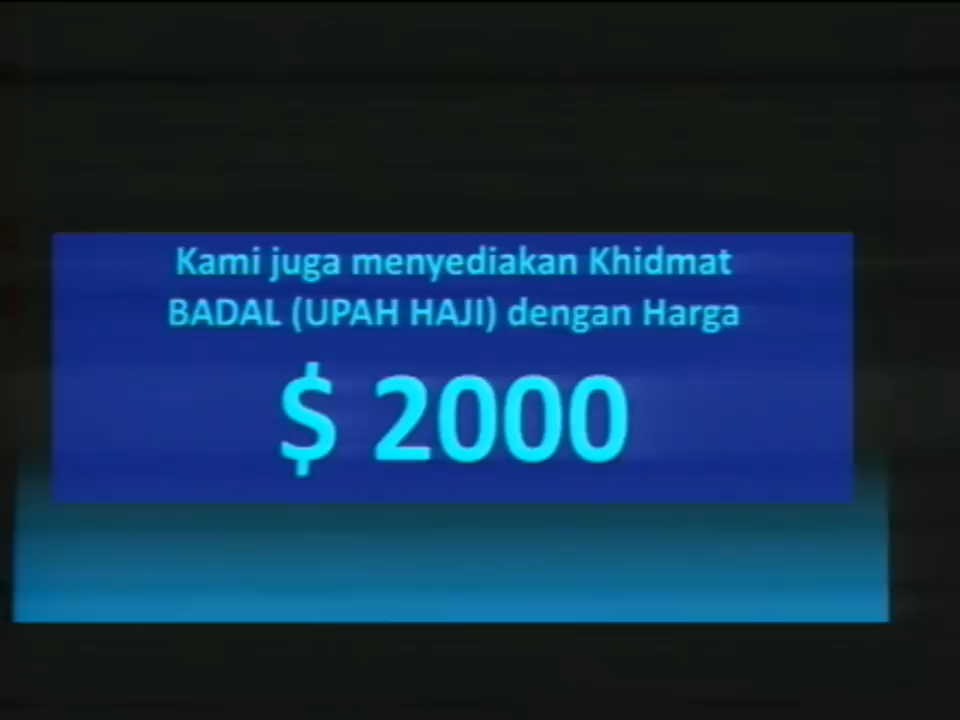 Kami juga menyediakan Khidmat
BADAL (UPAH HAJI) dengan Harga
$ 2000